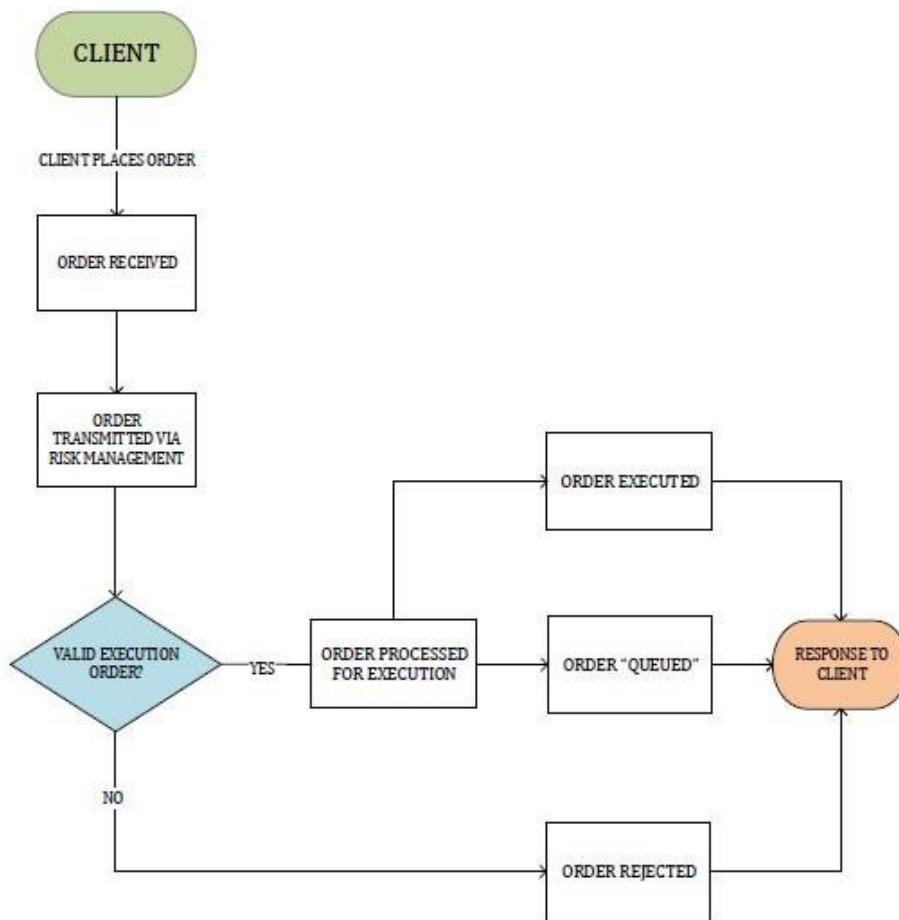 CLIENT
CLIENT PLACES ORDER
ORDER RECEIVED
ORDER
TRANSMITTED VIA
RISK MANAGEMENT
VALID EXECUTION
ORDER?
YES
ORDER PROCESSED
FOR EXECUTION
ORDER EXECUTED
ORDER “QUEUED”
RESPONSE TO
CLIENT
NO
ORDER REJECTED